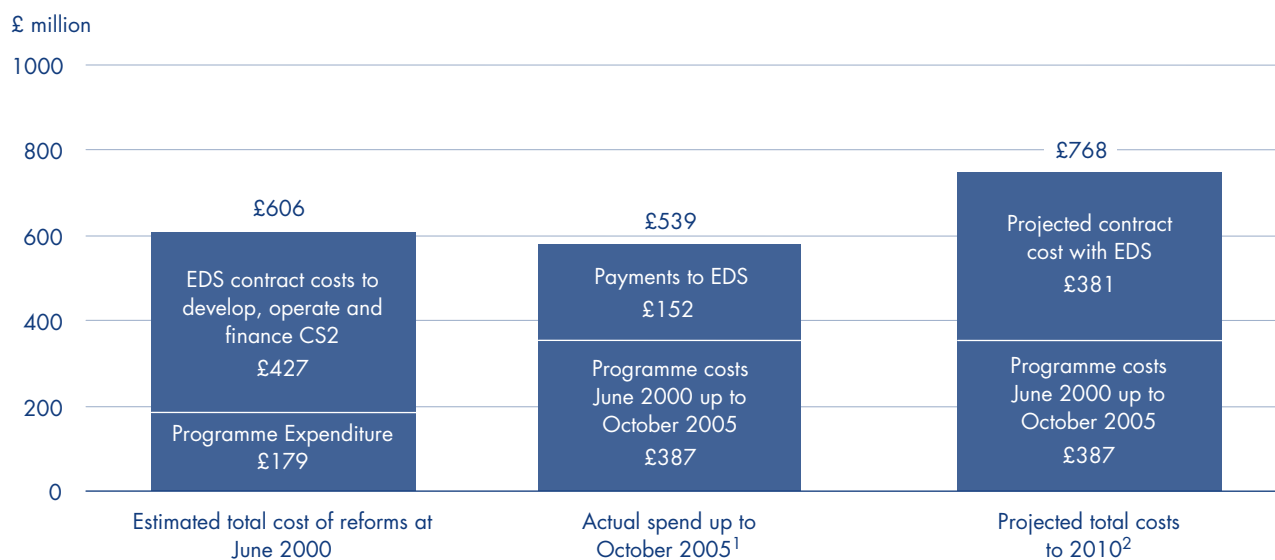 £ million
1000
800
600
400
200
0
£606
EDS contract costs to
develop, operate and
finance CS2
£427
Programme Expenditure
£179
Estimated total cost of reforms at
June 2000
£539
Payments to EDS
£152
Programme costs
June 2000 up to
October 2005
£387
Actual spend up to
October 2005¹
£768
Projected contract
cost with EDS
£381
Programme costs
June 2000 up to
October 2005
£387
Projected total costs
to 2010²